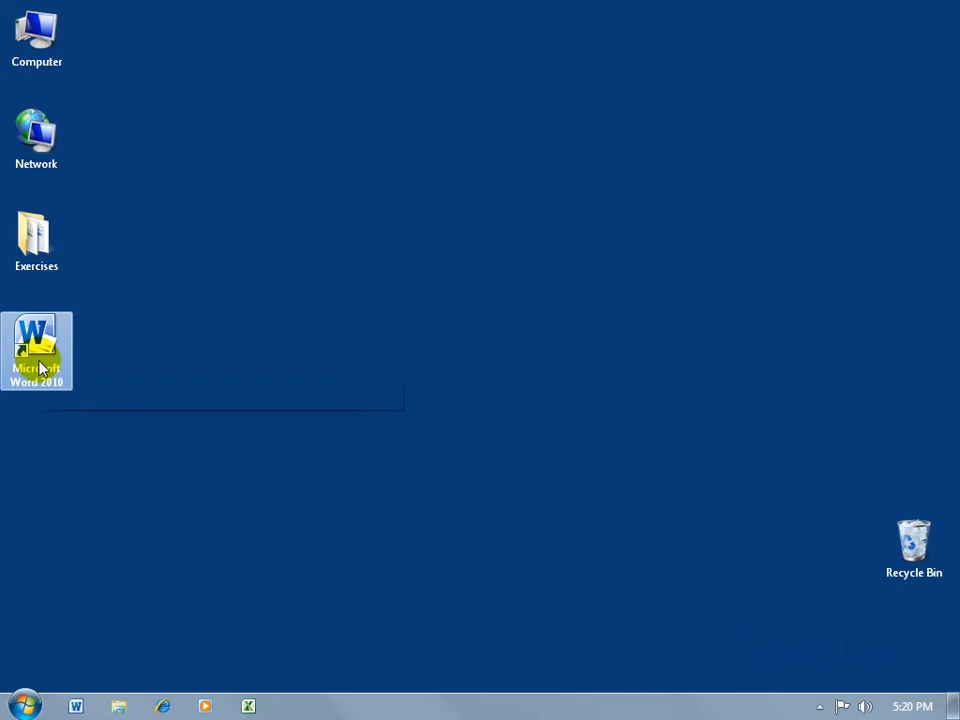 Computer
Network
Exercises
W
Microsoft
Word 2010
Recycle Bin
W
X
5:20 PM